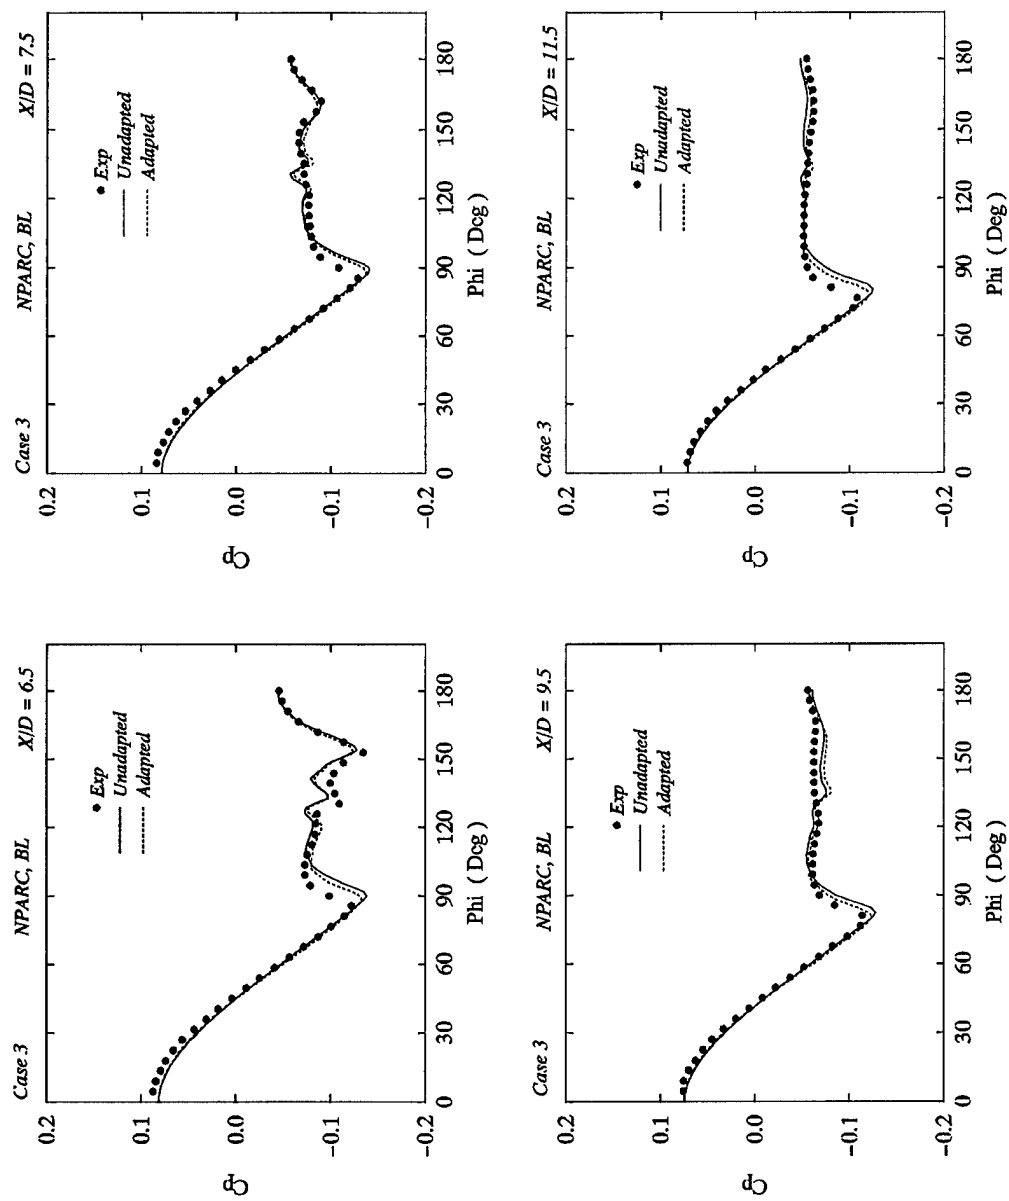 Case 3 NPARC, BL X/D = 6.5
Exp
Unadapted
Adapted
Cp
0.2
0.1
0.0
−0.1
−0.2
0 30 60 90 120 150 180
Phi ( Dcg )
Case 3 NPARC, BL X/D = 7.5
Exp
Unadapted
Adapted
Cp
0.2
0.1
0.0
−0.1
−0.2
0 30 60 90 120 150 180
Phi ( Dcg )
Case 3 NPARC, BL X/D = 9.5
Exp
Unadapted
Adapted
Cp
0.2
0.1
0.0
−0.1
−0.2
0 30 60 90 120 150 180
Phi ( Deg )
Case 3 NPARC, BL X/D = 11.5
Exp
Unadapted
Adapted
Cp
0.2
0.1
0.0
−0.1
−0.2
0 30 60 90 120 150 180
Phi ( Deg )